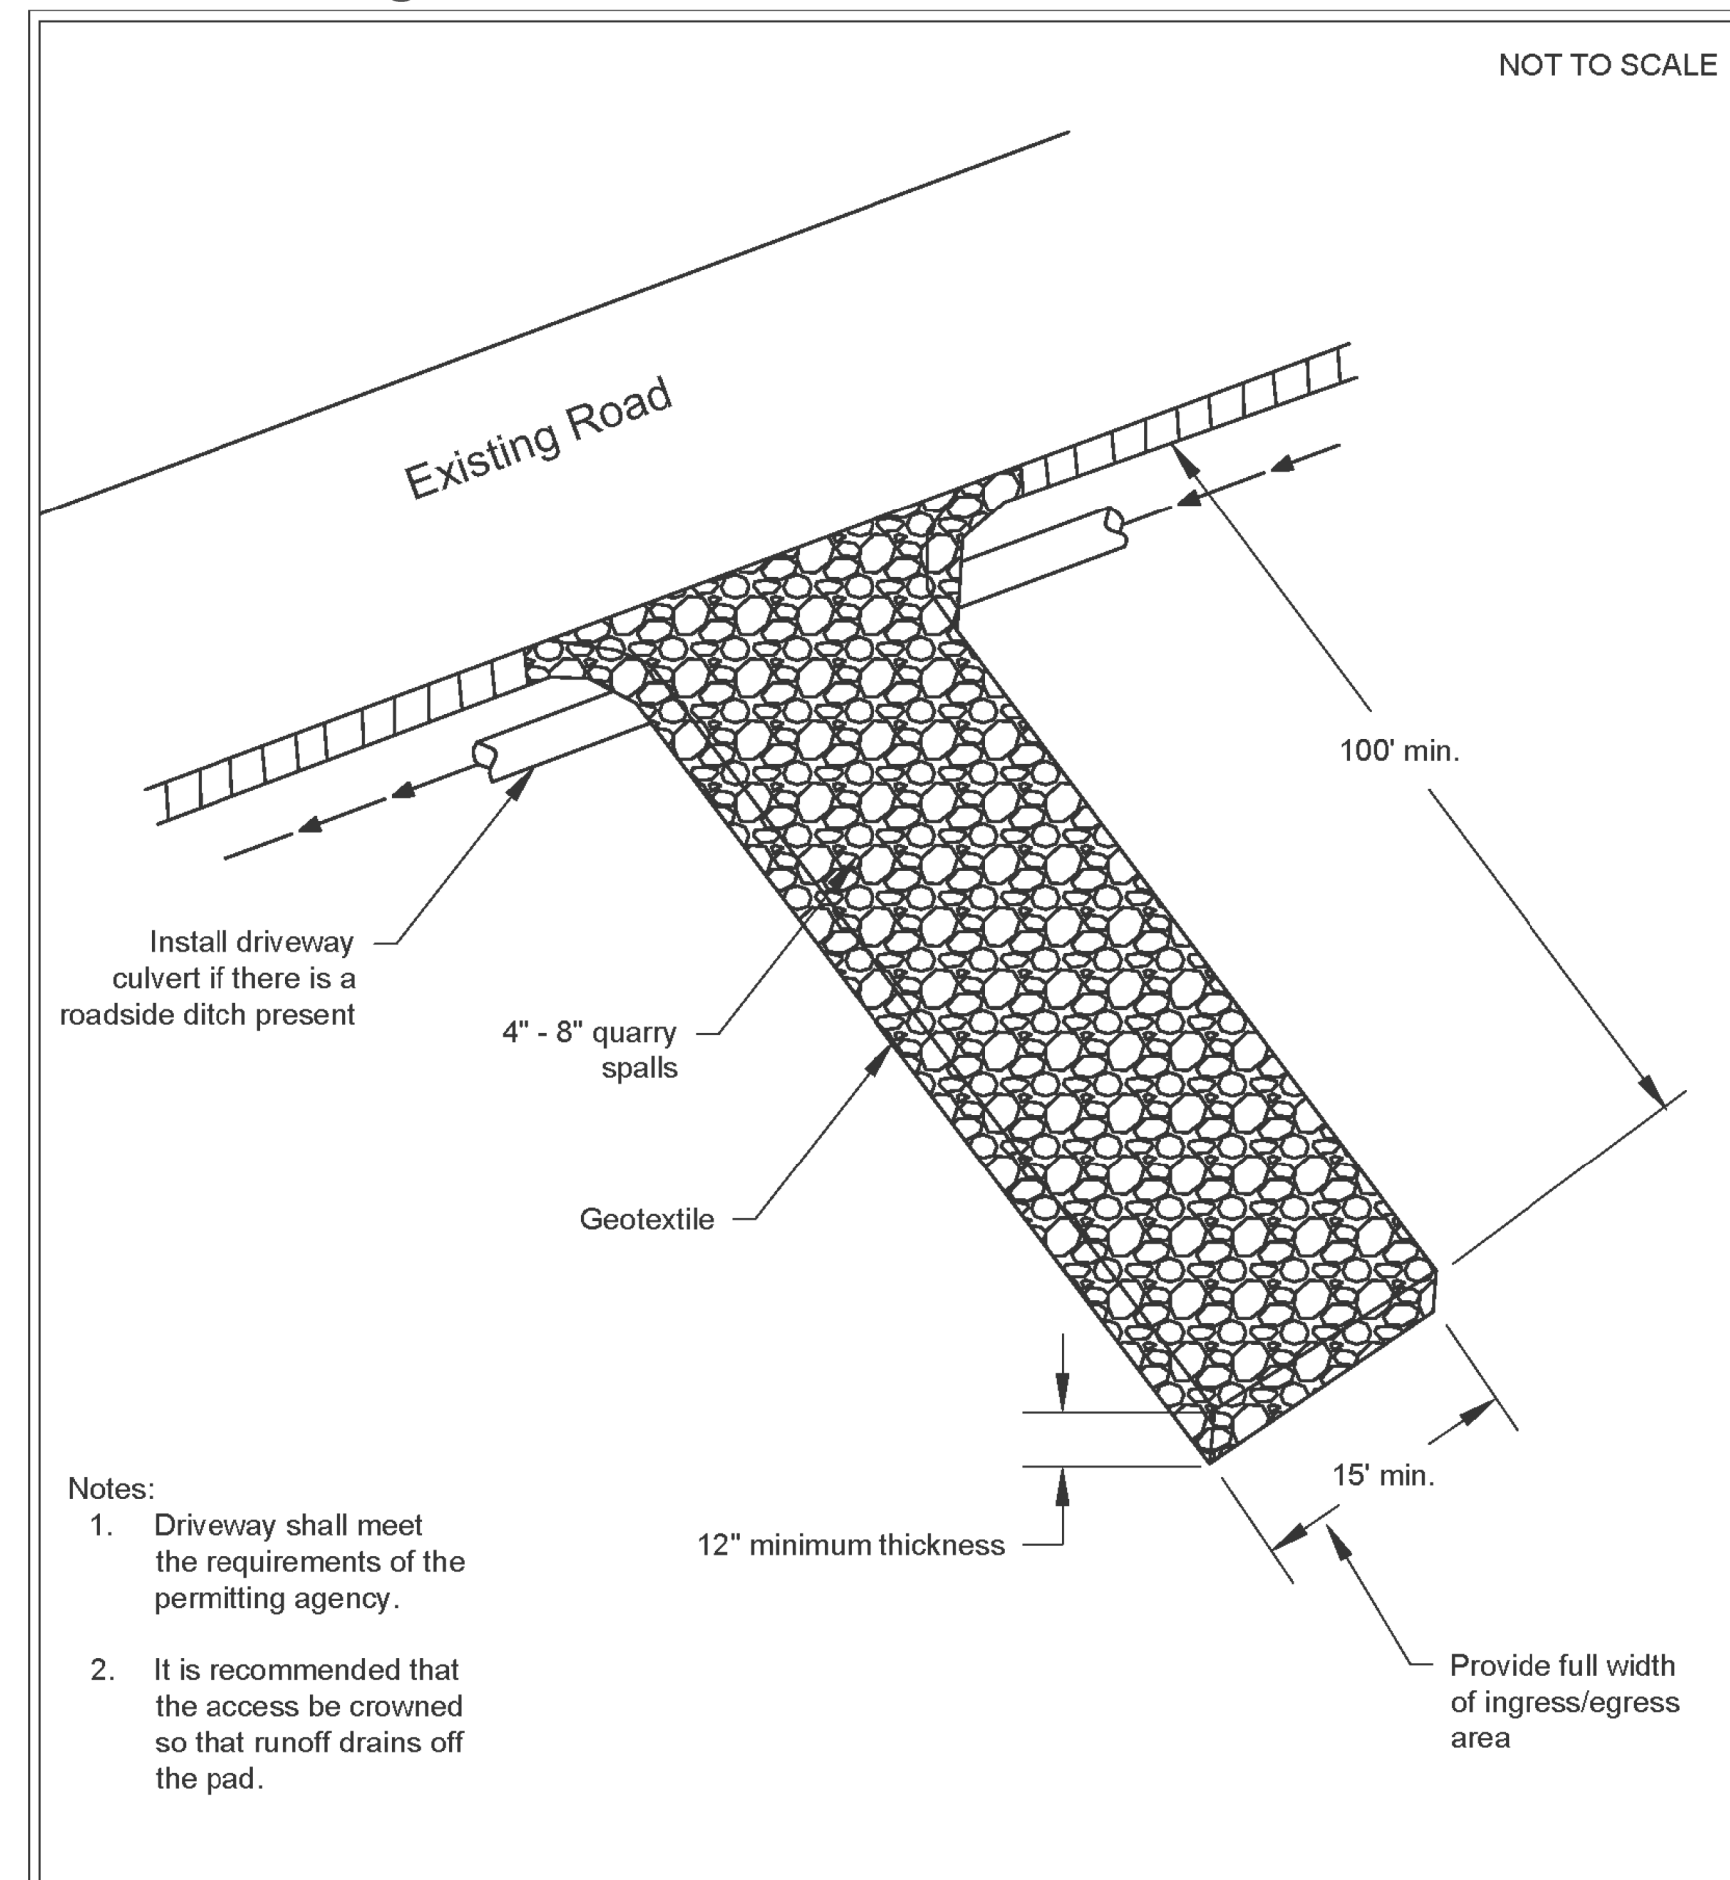 NOT TO SCALE
Existing Road
100' min.
Install driveway
culvert if there is a
roadside ditch present
4" - 8" quarry
spalls
Geotextile
15' min.
12" minimum thickness
Provide full width
of ingress/egress
area
Notes:
1. Driveway shall meet
the requirements of the
permitting agency.
2. It is recommended that
the access be crowned
so that runoff drains off
the pad.